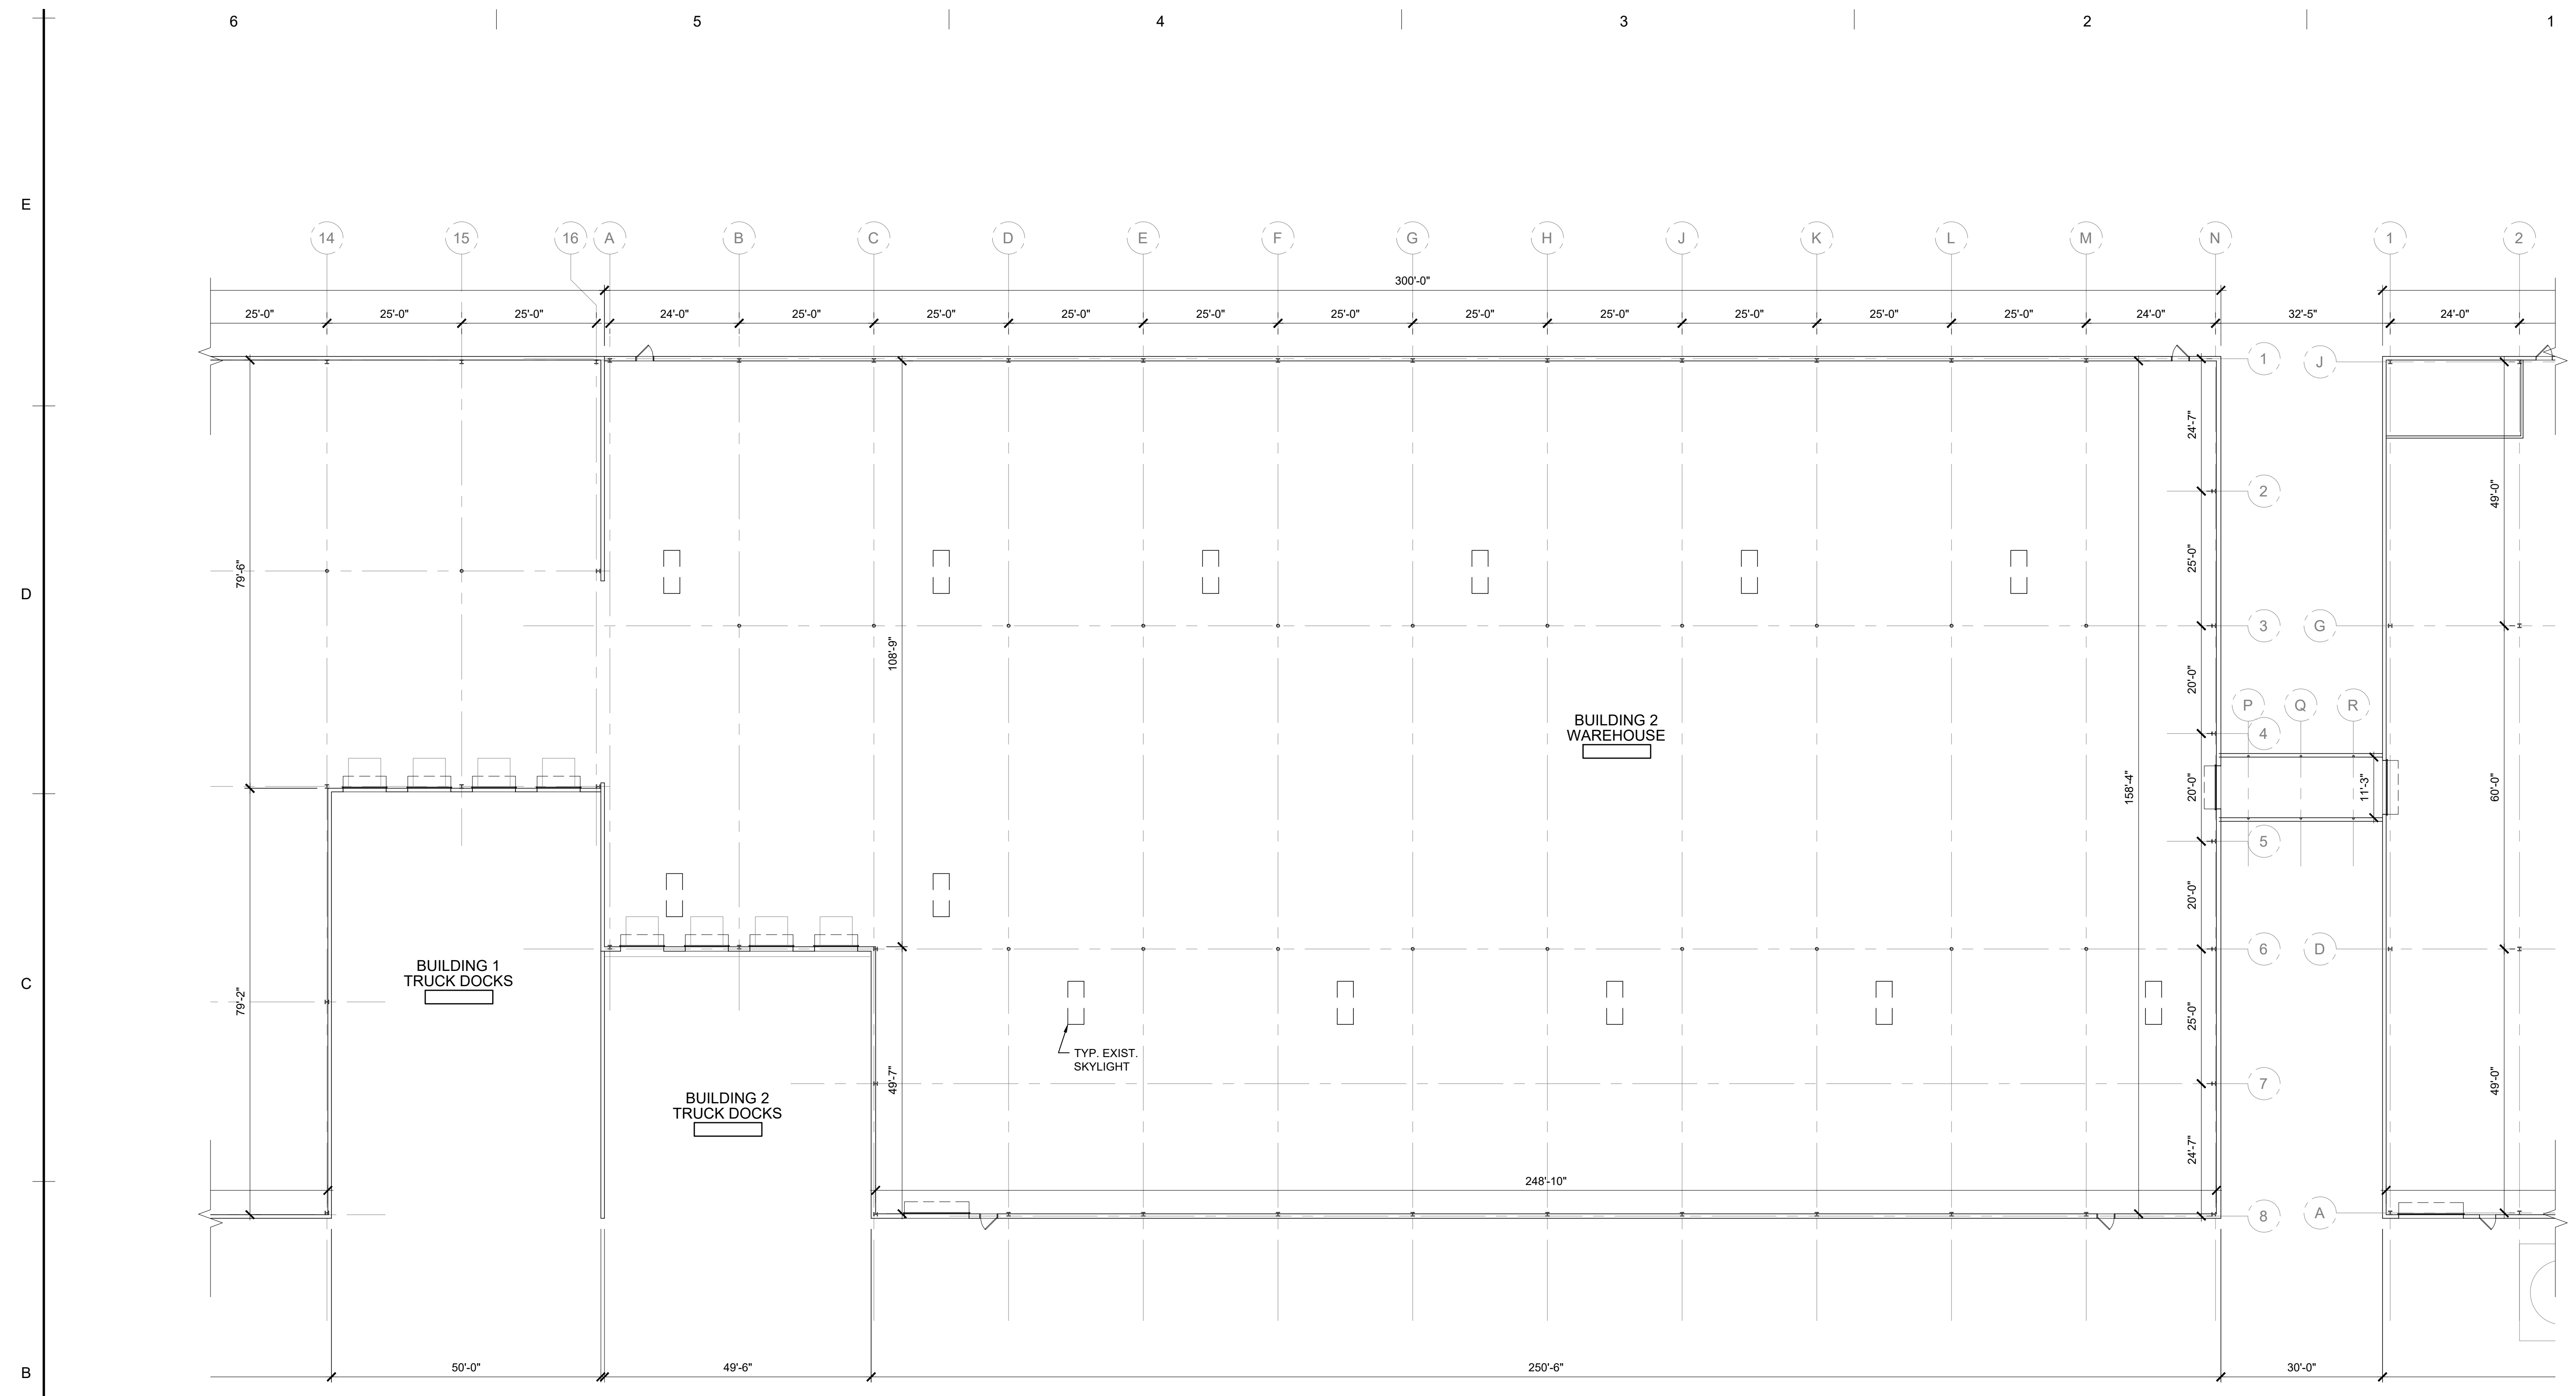 6 5 4 3 2 1
E
14 15 16 A B C D E F G H J K L M N 1 2
300'-0"
25'-0" 25'-0" 25'-0" 24'-0" 25'-0" 25'-0" 25'-0" 25'-0" 25'-0" 25'-0" 25'-0" 25'-0" 25'-0" 25'-0" 24'-0" 32'-5" 24'-0"
1 J
24'-7"
2
49'-0"
25'-0"
79'-6"
D
3 G
108'-9"
20'-0"
P Q R
BUILDING 2
WAREHOUSE
4
158'-4"
20'-0"
11'-3"
60'-0"
5
20'-0"
6 D
BUILDING 1
TRUCK DOCKS
C
79'-2"
25'-0"
TYP. EXIST.
SKYLIGHT
49'-7"
7
49'-0"
BUILDING 2
TRUCK DOCKS
24'-7"
248'-10"
8 A
B
50'-0" 49'-6" 250'-6" 30'-0"